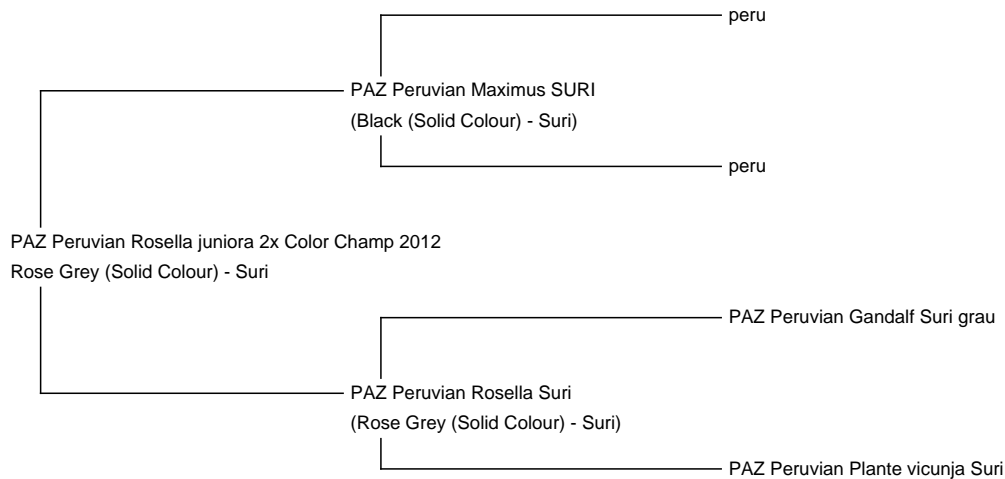 peru
PAZ Peruvian Maximus SURI
(Black (Solid Colour) - Suri)
peru
PAZ Peruvian Rosella juniora 2x Color Champ 2012
Rose Grey (Solid Colour) - Suri
PAZ Peruvian Gandalf Suri grau
PAZ Peruvian Rosella Suri
(Rose Grey (Solid Colour) - Suri)
PAZ Peruvian Plante vicunja Suri